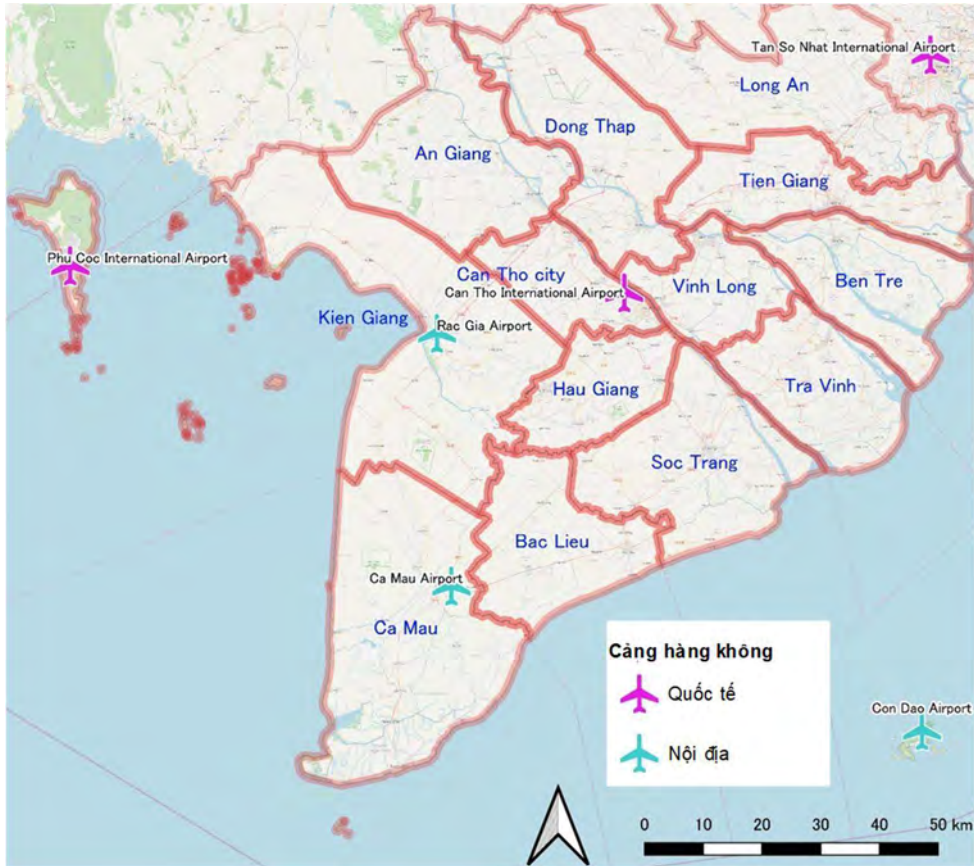 Tan So Nhat International Airport
Long An
Dong Thap
An Giang
Tien Giang
Phu Coc International Airport
Can Tho city
Can Tho International Airport
Vinh Long
Ben Tre
Kien Giang
Rac Gia Airport
Hau Giang
Tra Vinh
Soc Trang
Bac Lieu
Ca Mau Airport
Ca Mau
Cảng hàng không
Quốc tế
Nội địa
Con Dao Airport
0 10 20 30 40 50 km